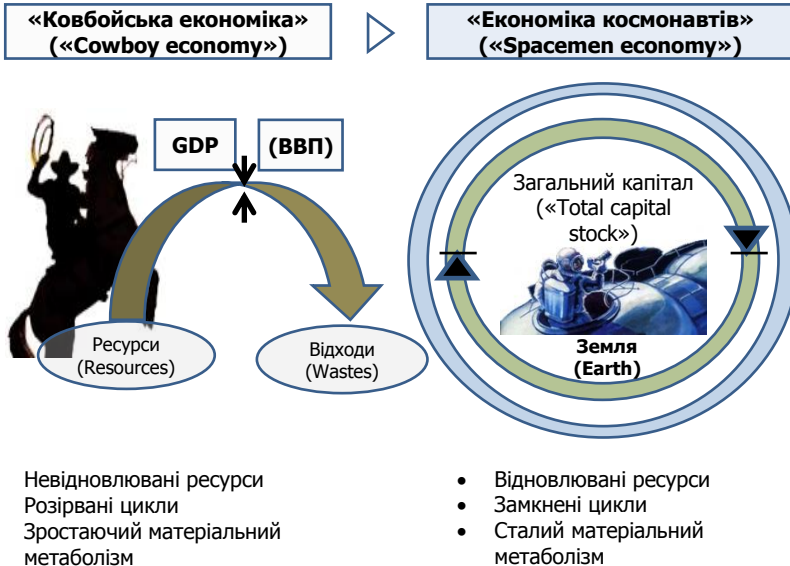 «Ковбойська економіка»
(«Cowboy economy»)
«Економіка космонавтів»
(«Spacemen economy»)
GDP
(ВВП)
Ресурси
(Resources)
Відходи
(Wastes)
Загальний капітал
(«Total capital
stock»)
Земля
(Earth)
Невідновлювані ресурси
Розірвані цикли
Зростаючий матеріальний
метаболізм
• Відновлювані ресурси
• Замкнені цикли
• Сталий матеріальний
метаболізм